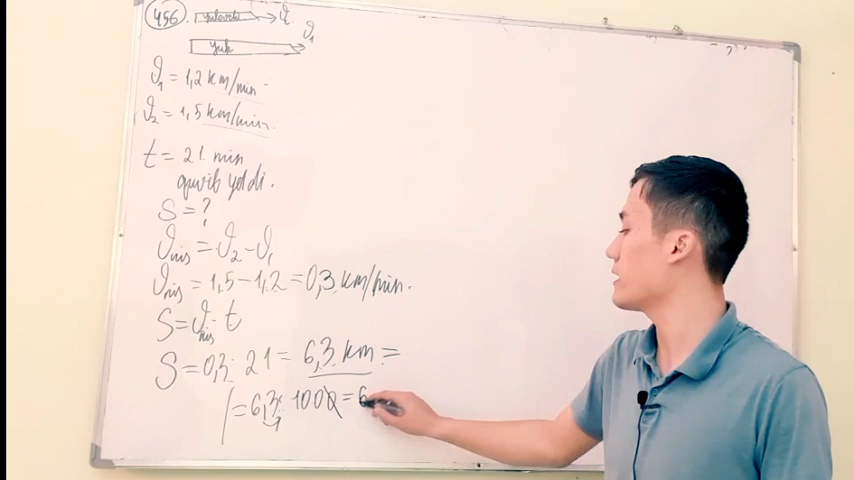 456. Yulovchi ϑ₂
Yuk ϑ₁
ϑ₁ = 1,2 km/min
ϑ₂ = 1,5 km/min.
t = 21 min
quvib yetdi.
S = ?
ϑnis = ϑ₂ - ϑ₁
ϑnis = 1,5 - 1,2 = 0,3 km/min.
S = ϑnis · t
S = 0,3 · 21 = 6,3 km =
= 6,3 · 1000 = 6